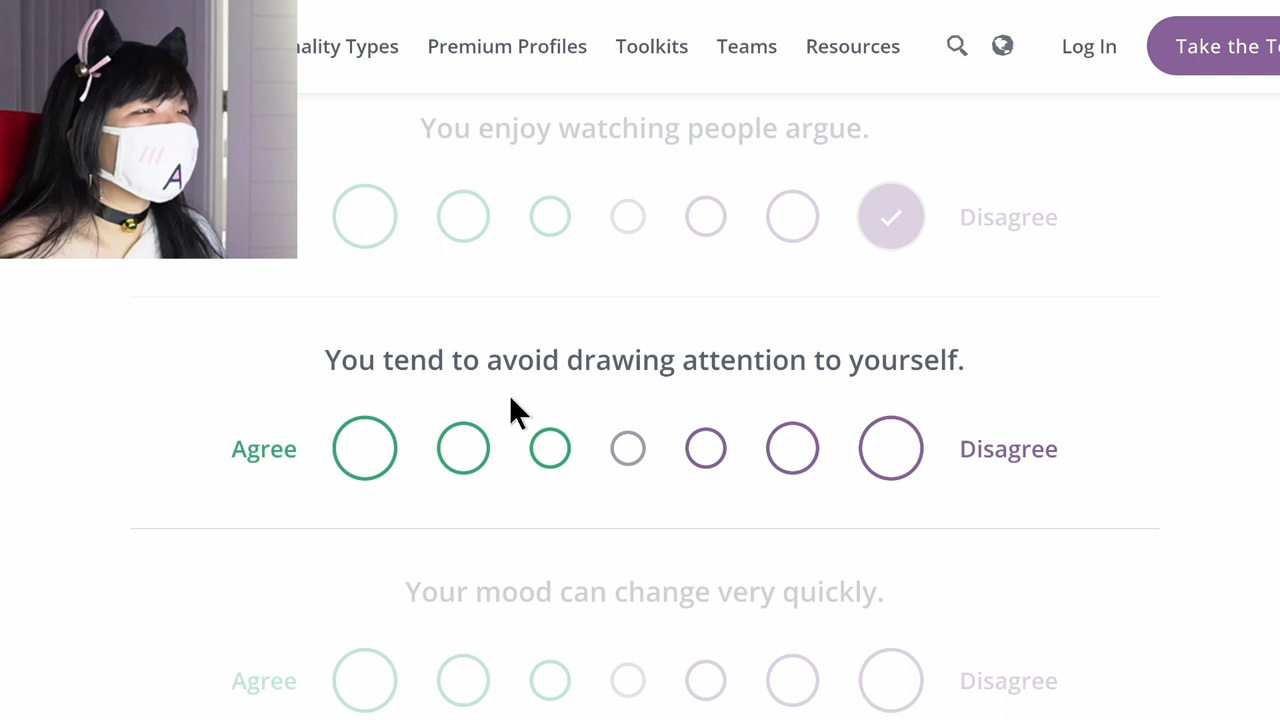 nality Types Premium Profiles Toolkits Teams Resources Log In Take the Te
You enjoy watching people argue.
Disagree
You tend to avoid drawing attention to yourself.
Agree Disagree
Your mood can change very quickly.
Agree Disagree
A